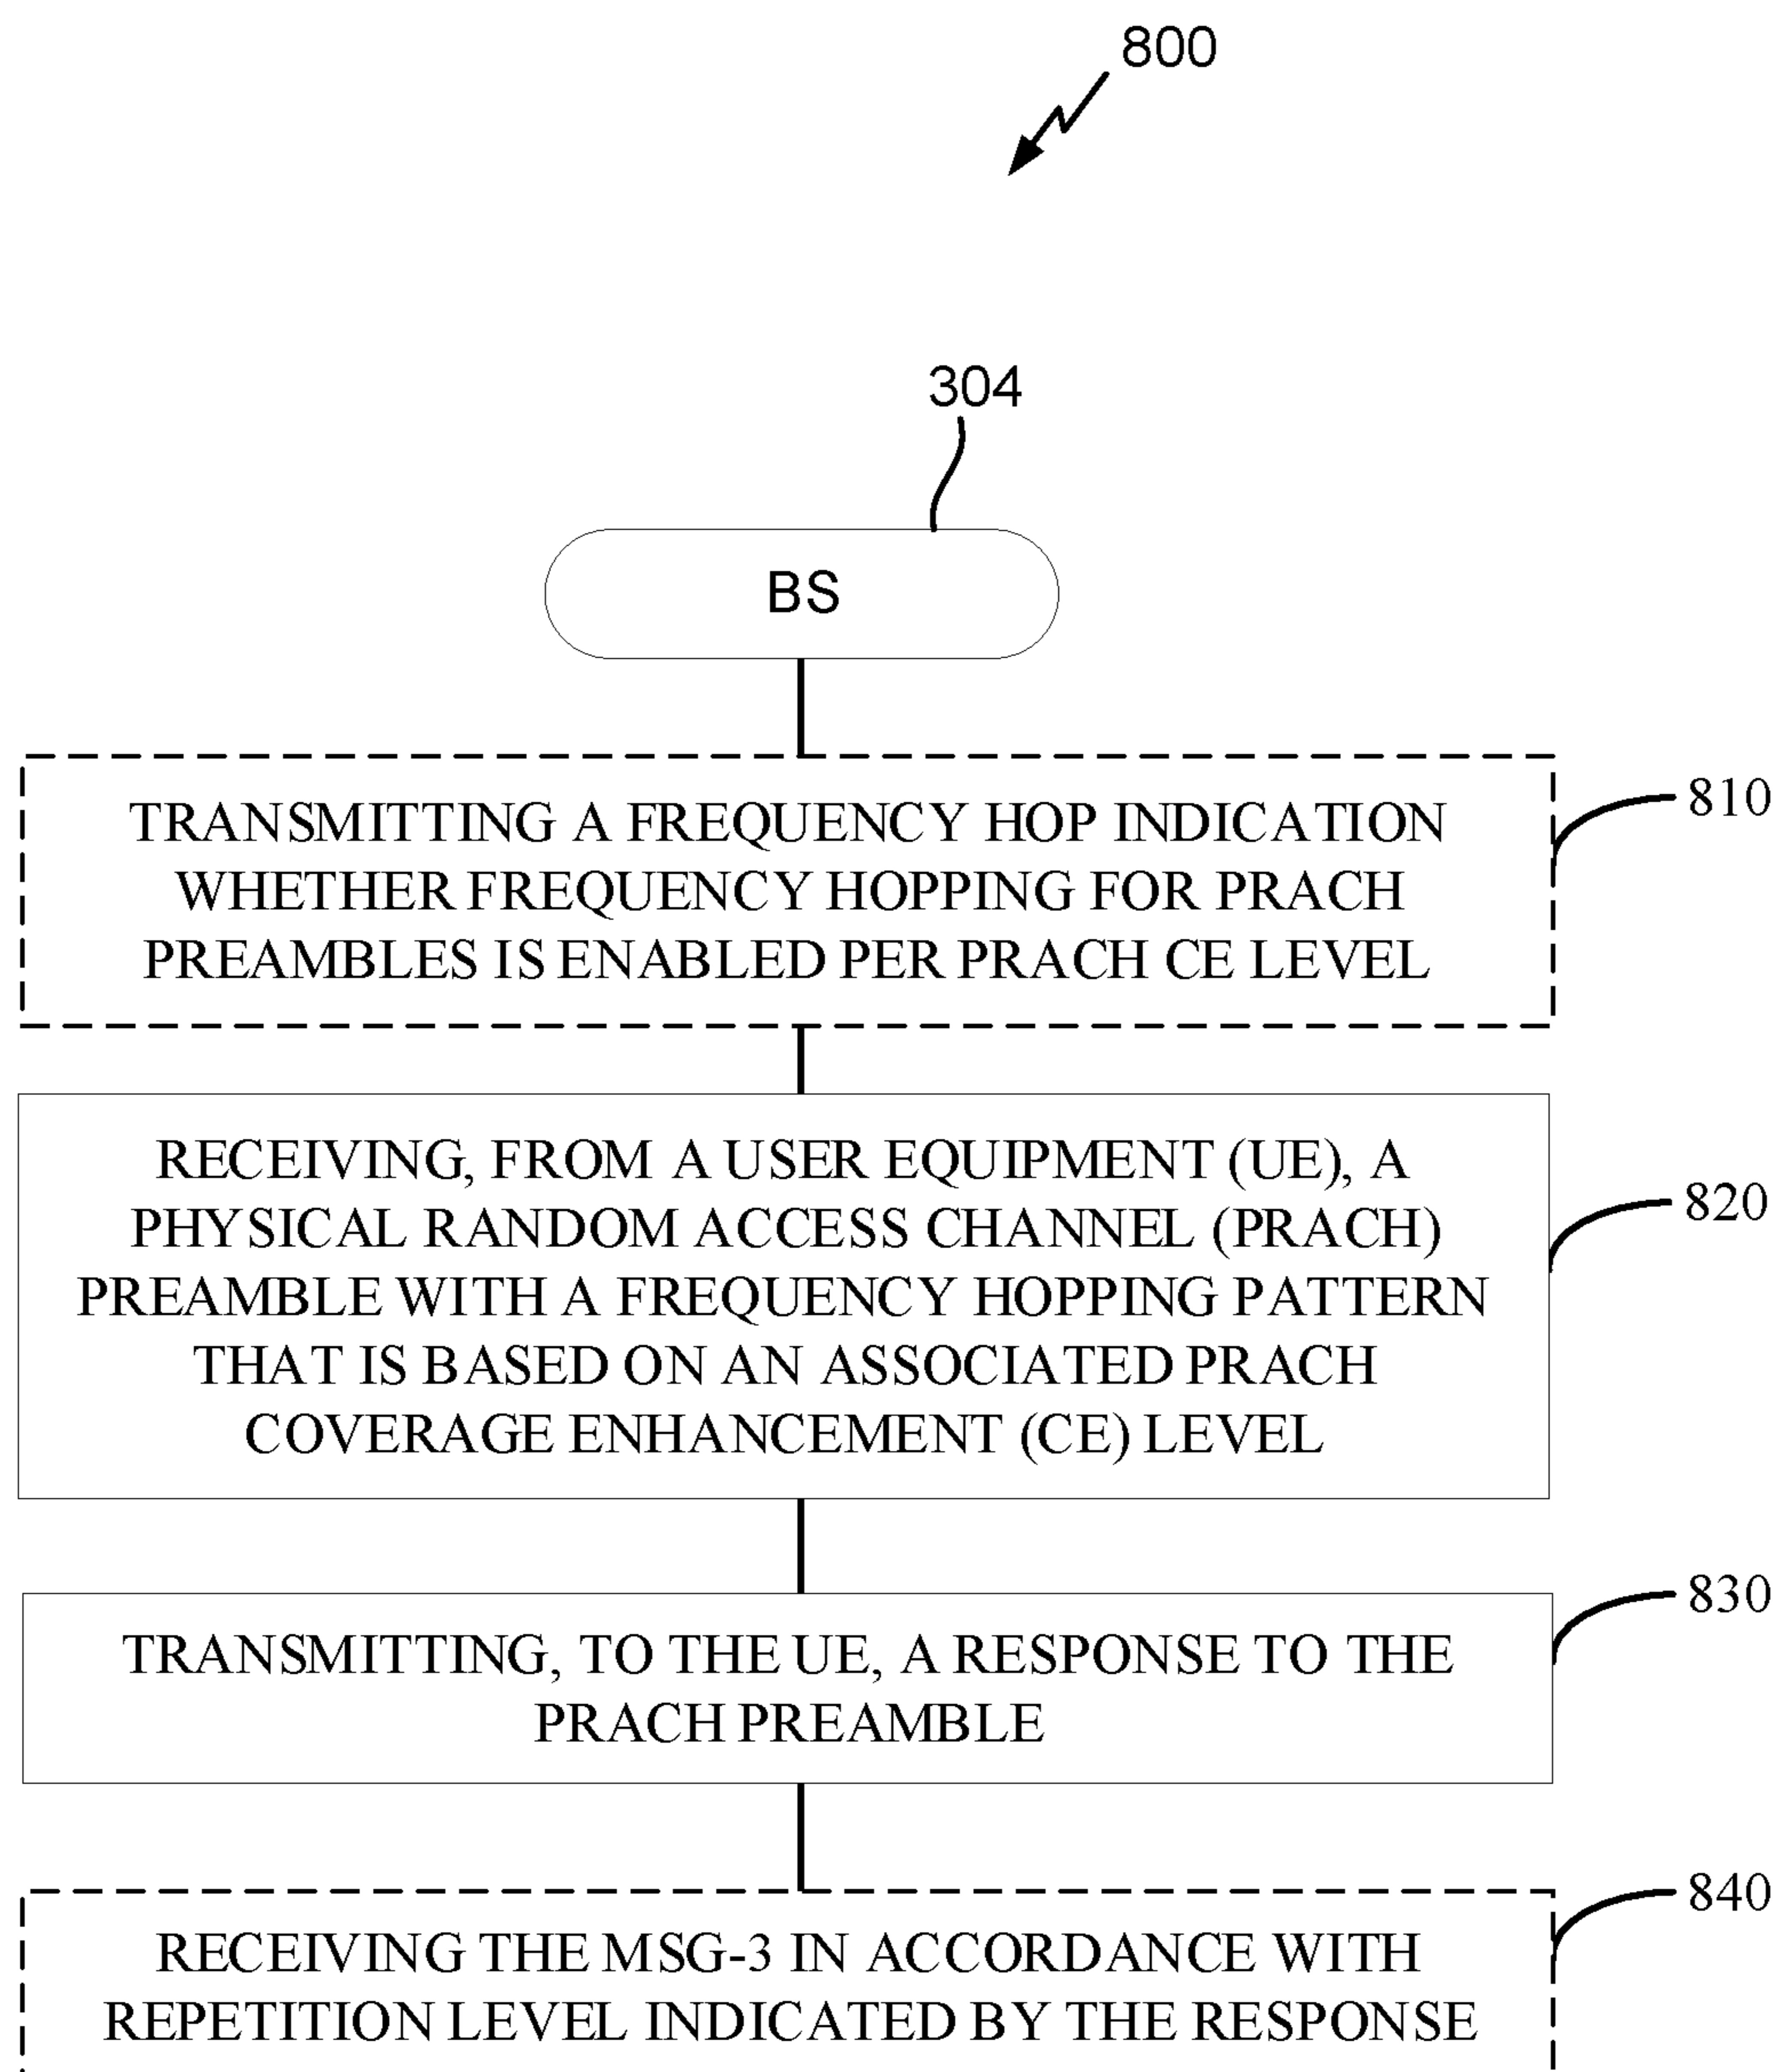 800
304
BS
TRANSMITTING A FREQUENCY HOP INDICATION
WHETHER FREQUENCY HOPPING FOR PRACH
PREAMBLES IS ENABLED PER PRACH CE LEVEL
810
RECEIVING, FROM A USER EQUIPMENT (UE), A
PHYSICAL RANDOM ACCESS CHANNEL (PRACH)
PREAMBLE WITH A FREQUENCY HOPPING PATTERN
THAT IS BASED ON AN ASSOCIATED PRACH
COVERAGE ENHANCEMENT (CE) LEVEL
820
TRANSMITTING, TO THE UE, A RESPONSE TO THE
PRACH PREAMBLE
830
RECEIVING THE MSG-3 IN ACCORDANCE WITH
REPETITION LEVEL INDICATED BY THE RESPONSE
840